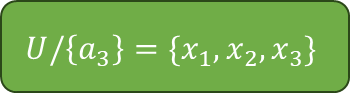 U/{a₃} = {x₁, x₂, x₃}